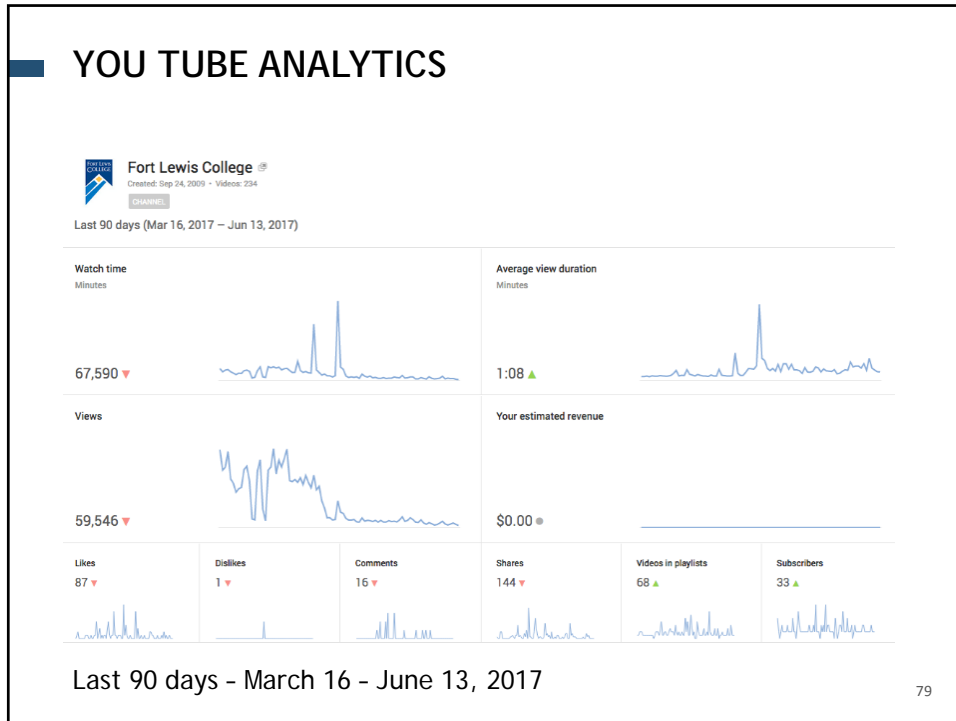 YOU TUBE ANALYTICS
FORT LEWIS
COLLEGE
Fort Lewis College
Created: Sep 24, 2009 • Videos: 234
CHANNEL
Last 90 days (Mar 16, 2017 – Jun 13, 2017)
Watch time
Minutes
67,590
Average view duration
Minutes
1:08
Views
59,546
Your estimated revenue
$0.00
Likes
87
Dislikes
1
Comments
16
Shares
144
Videos in playlists
68
Subscribers
33
Last 90 days – March 16 – June 13, 2017
79